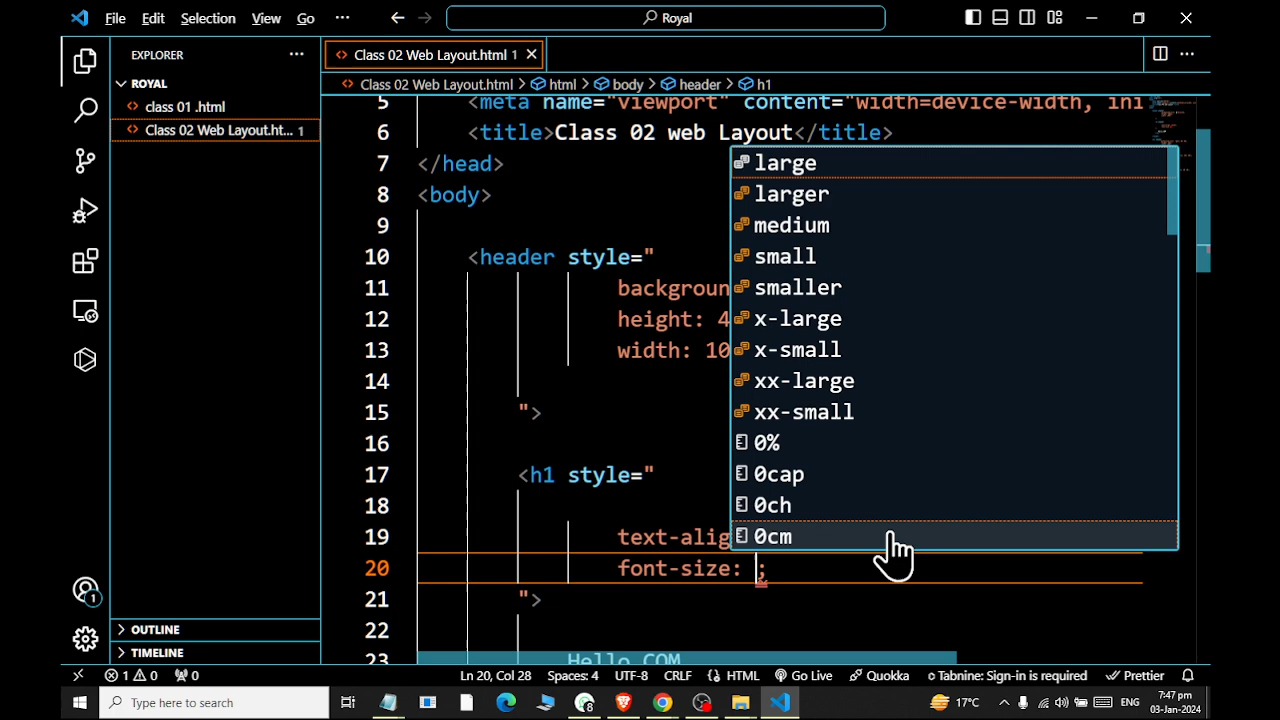 File Edit Selection View Go ··· Royal
EXPLORER ···
ROYAL
class 01 .html
Class 02 Web Layout.ht... 1
OUTLINE
TIMELINE
Class 02 Web Layout.html 1
Class 02 Web Layout.html > html > body > header > h1
5 <meta name="viewport" content="width=device-width, ini
6 <title>Class 02 web Layout</title>
7 </head>
8 <body>
9
10 <header style="
11 backgroun
12 height: 4
13 width: 10
14
15 ">
16
17 <h1 style="
18
19 text-alig
20 font-size: ;
21 ">
22
23 Hello COM
large
larger
medium
small
smaller
x-large
x-small
xx-large
xx-small
0%
0cap
0ch
0cm
1 0 0 Ln 20, Col 28 Spaces: 4 UTF-8 CRLF HTML Go Live Quokka Tabnine: Sign-in is required Prettier
1
Type here to search 17°C ENG 7:47 pm
03-Jan-2024